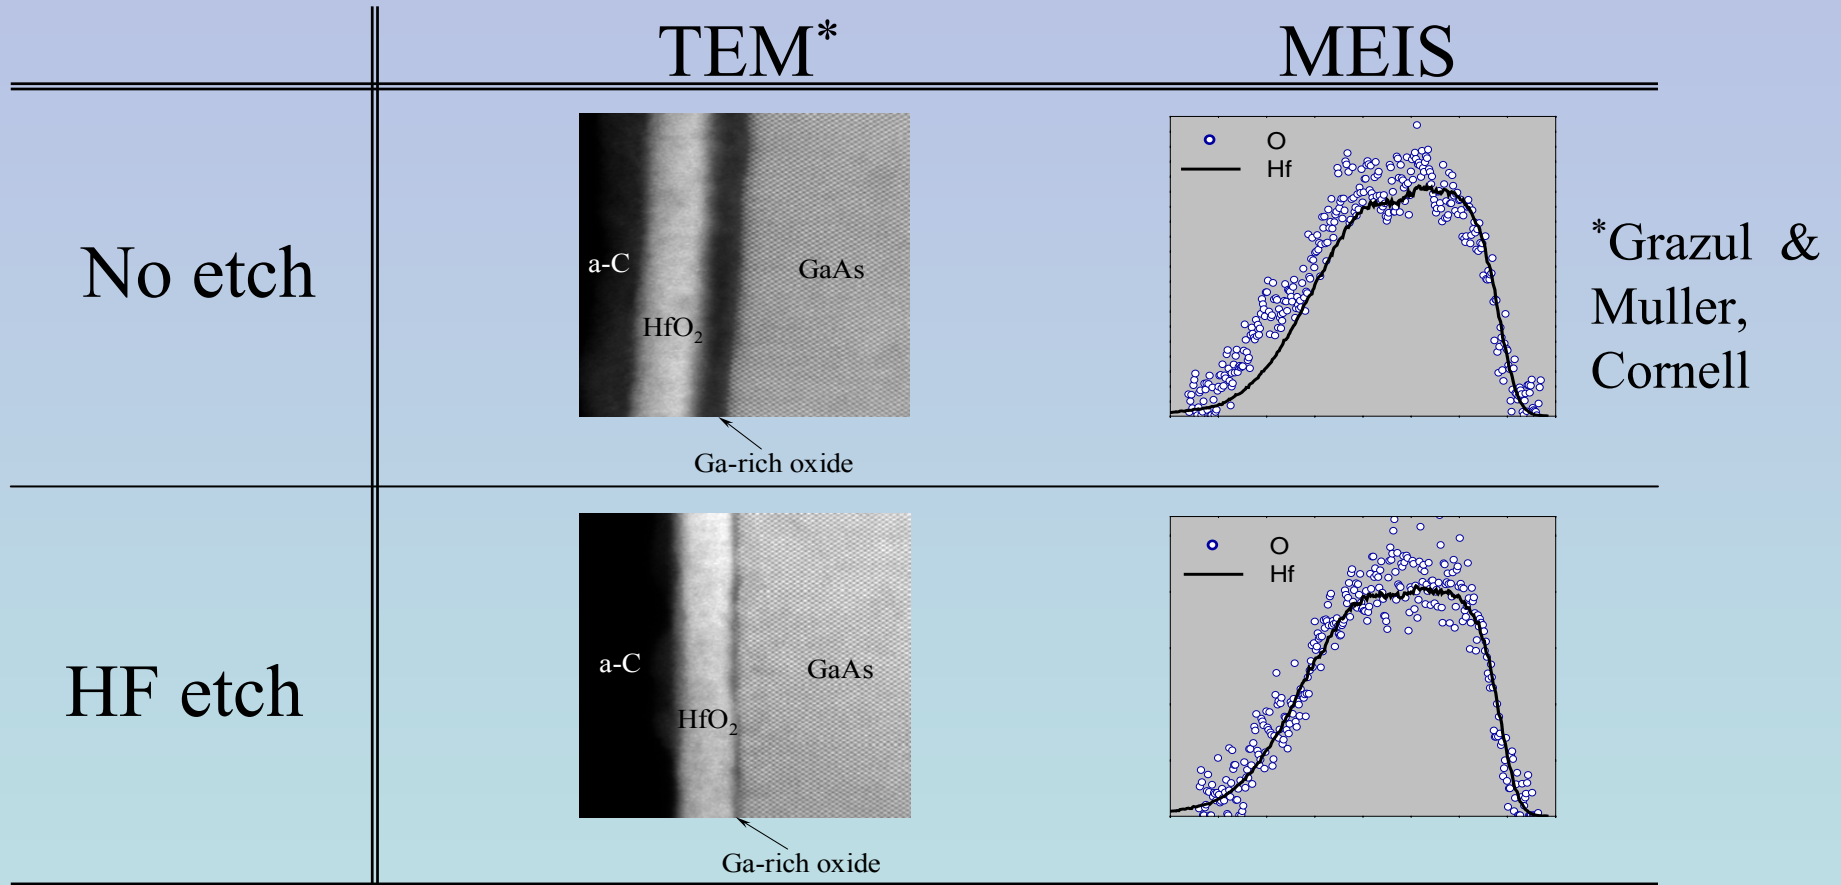 TEM*
MEIS
No etch
a-C
HfO₂
GaAs
Ga-rich oxide
O
Hf
*Grazul &
Muller,
Cornell
HF etch
a-C
HfO₂
GaAs
Ga-rich oxide
O
Hf